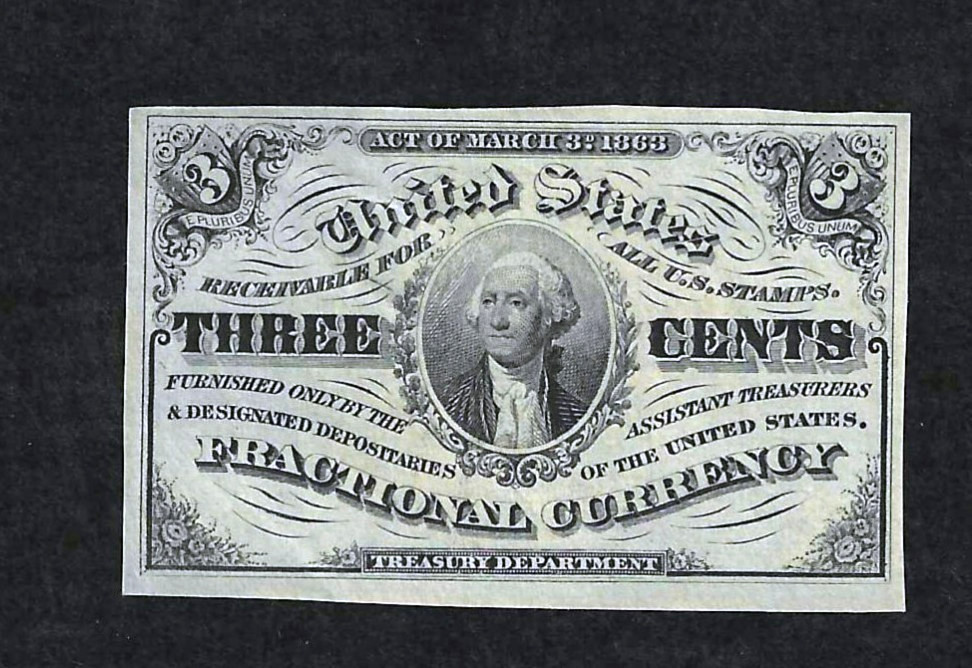 ACT OF MARCH 3D 1863
3
3
E PLURIBUS UNUM
E PLURIBUS UNUM
United States
RECEIVABLE FOR
ALL U.S. STAMPS.
THREE CENTS
FURNISHED ONLY BY THE
ASSISTANT TREASURERS
& DESIGNATED DEPOSITARIES
OF THE UNITED STATES.
3
FRACTIONAL CURRENCY
TREASURY DEPARTMENT